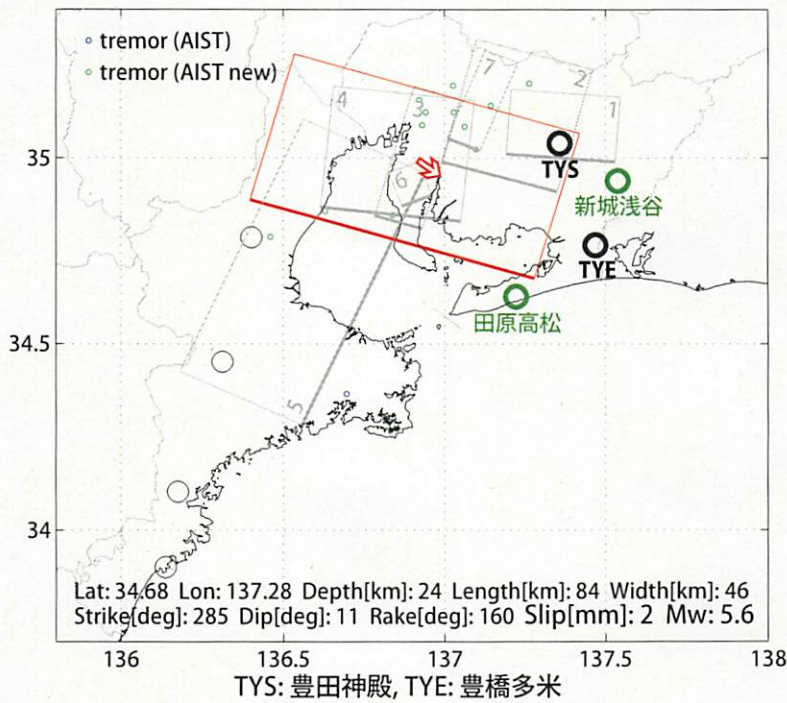 tremor (AIST)
tremor (AIST new)
7
2
4
3
1
35
TYS
新城浅谷
6
TYE
田原高松
34.5
5
34
Lat: 34.68 Lon: 137.28 Depth[km]: 24 Length[km]: 84 Width[km]: 46
Strike[deg]: 285 Dip[deg]: 11 Rake[deg]: 160 Slip[mm]: 2 Mw: 5.6
136 136.5 137 137.5 138
TYS: 豊田神殿, TYE: 豊橋多米